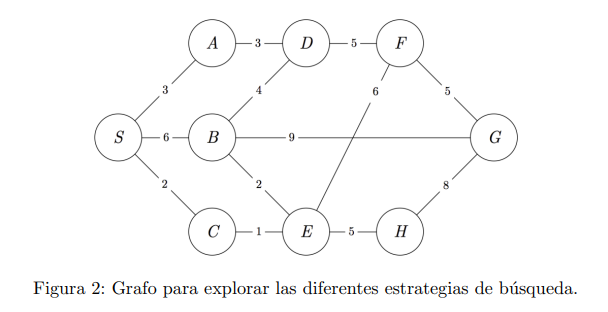 A 3 D 5 F
3 4 6 5
S 6 B 9 G
2 2 8
C 1 E 5 H
Figura 2: Grafo para explorar las diferentes estrategias de búsqueda.